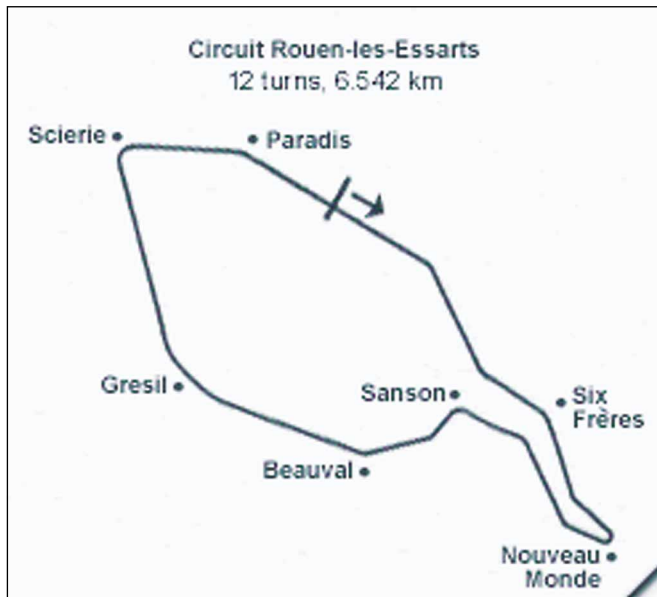 Circuit Rouen-les-Essarts
12 turns, 6.542 km
Scierie
Paradis
Gresil
Sanson
Six
Frères
Beauval
Nouveau
Monde